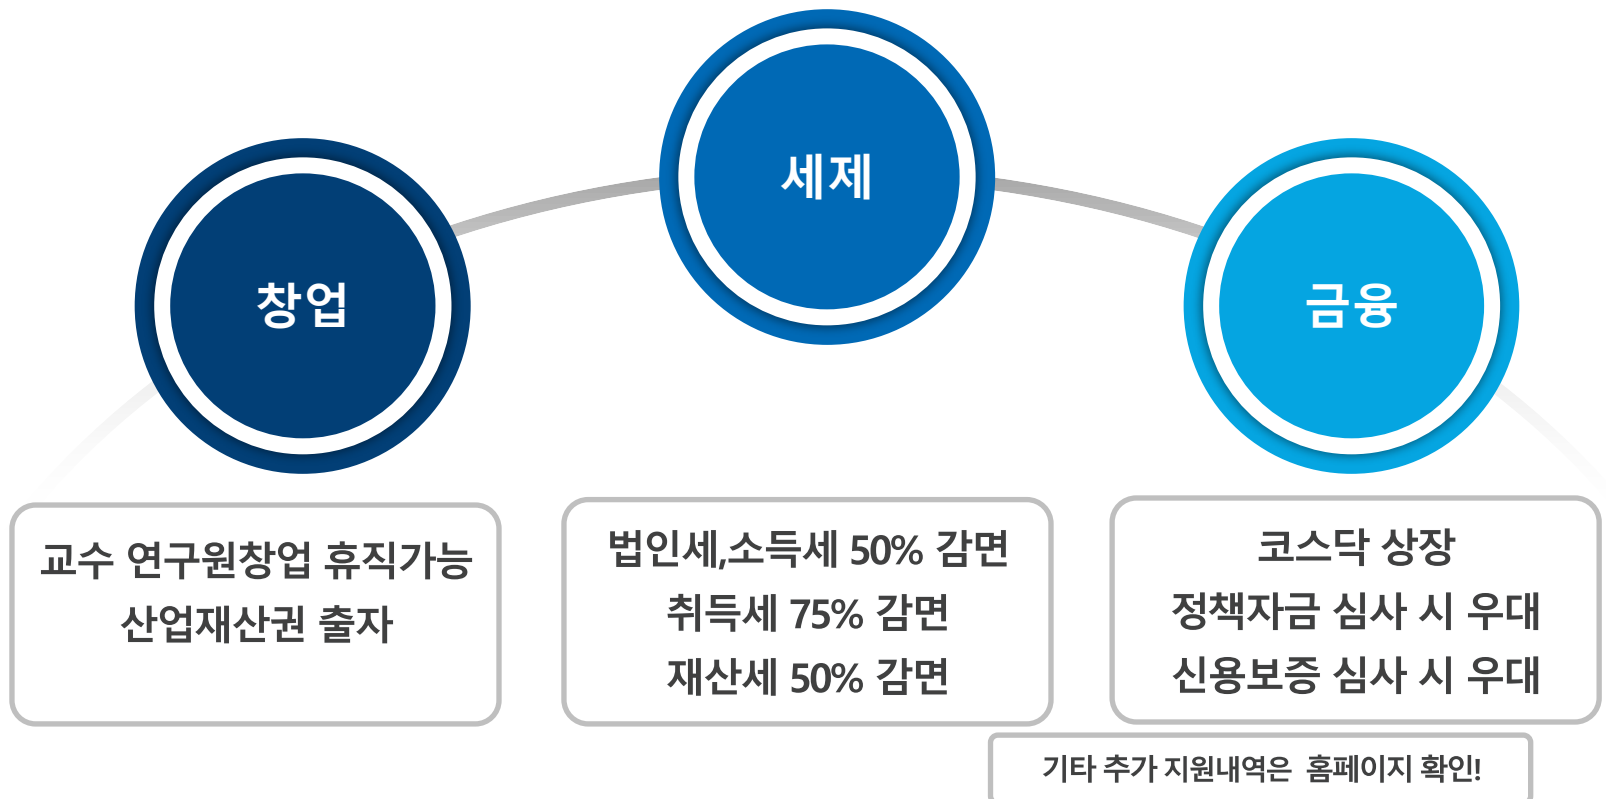 세제
창업
금융
교수 연구원창업 휴직가능
산업재산권 출자
법인세,소득세 50% 감면
취득세 75% 감면
재산세 50% 감면
코스닥 상장
정책자금 심사 시 우대
신용보증 심사 시 우대
기타 추가 지원내역은 홈페이지 확인!